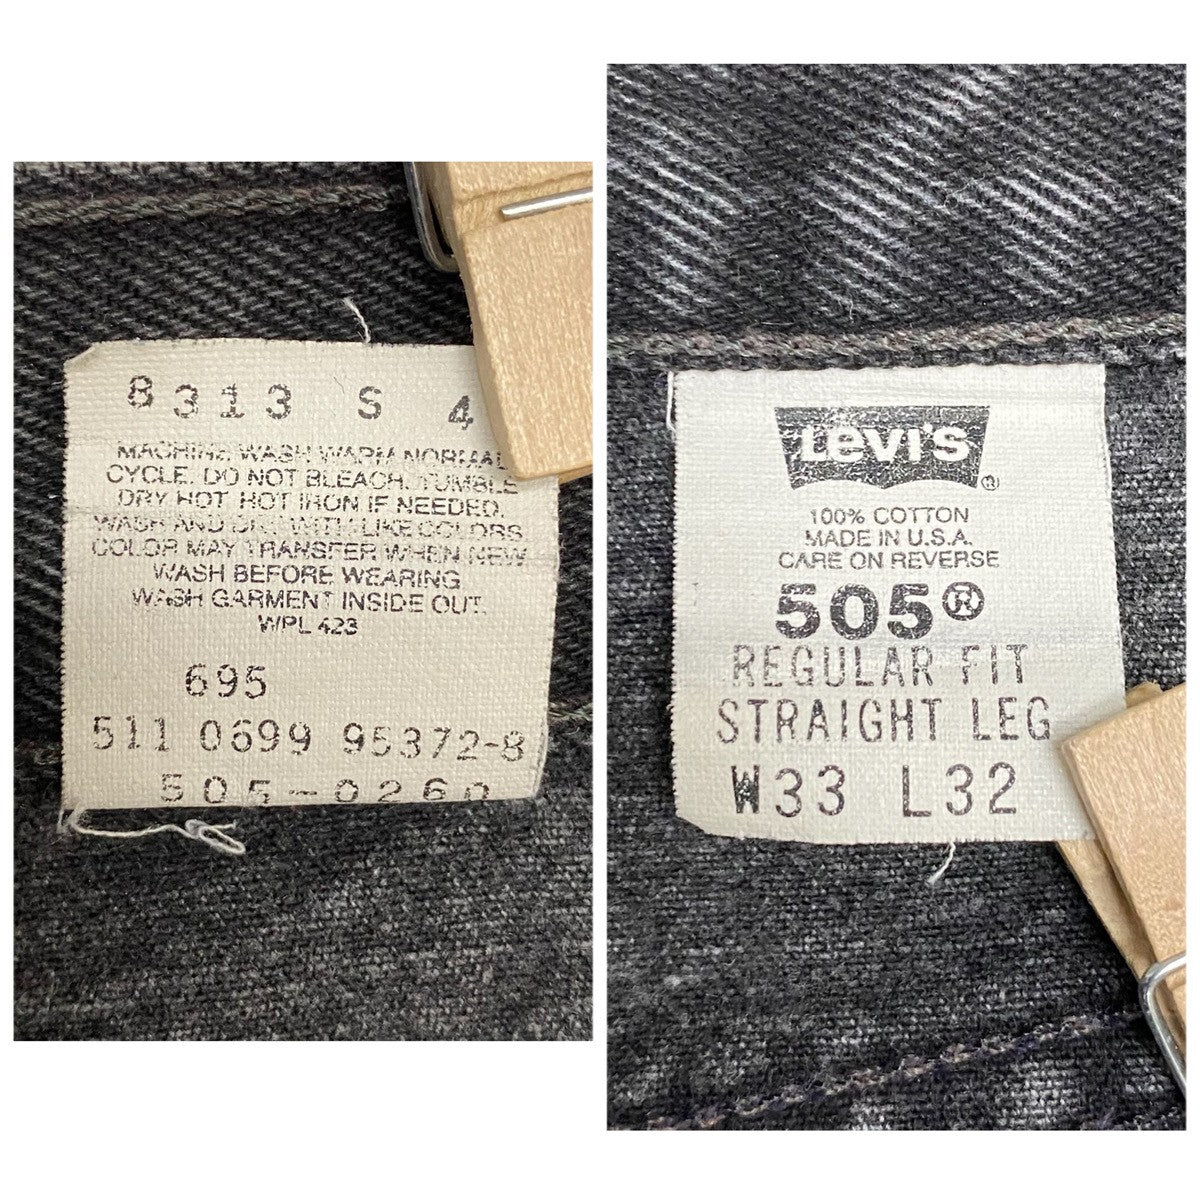 8313 S 4
MACHINE WASH WARM NORMAL
CYCLE. DO NOT BLEACH. TUMBLE
DRY HOT. HOT IRON IF NEEDED.
WASH AND DRY WITH LIKE COLORS
COLOR MAY TRANSFER WHEN NEW
WASH BEFORE WEARING
WASH GARMENT INSIDE OUT.
WPL 423
695
511 0699 95372-8
505-0260
Levi's ®
100% COTTON
MADE IN U.S.A.
CARE ON REVERSE
505®
REGULAR FIT
STRAIGHT LEG
W33 L32